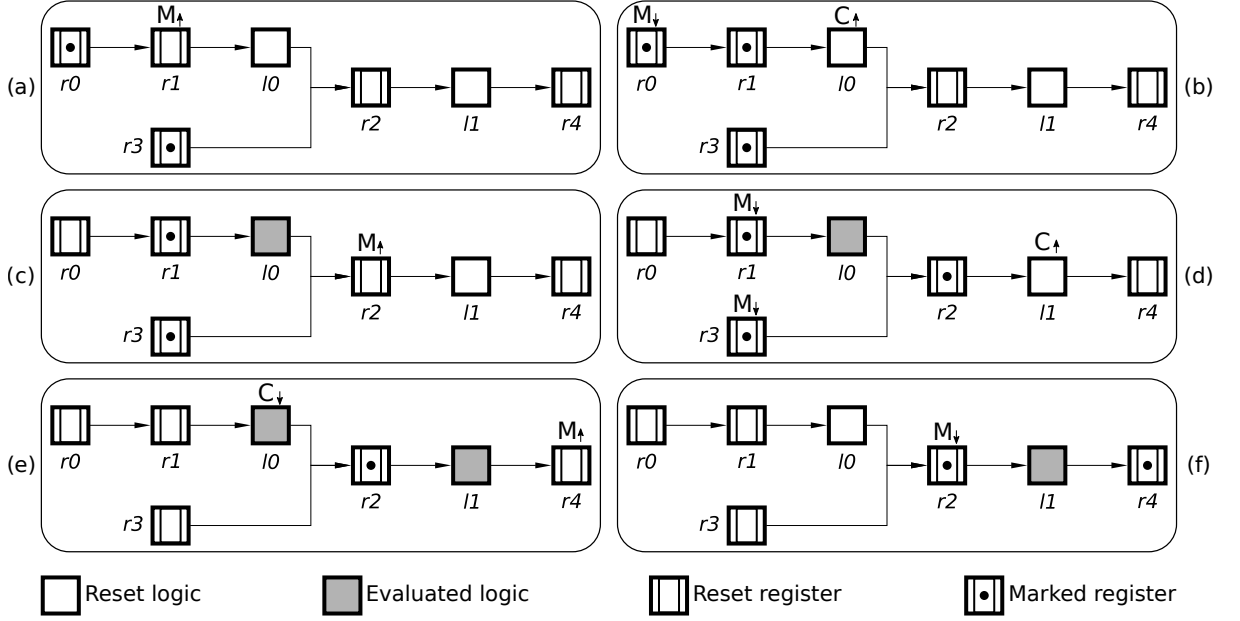 M↑
r0 r1 l0
(a)
r2 l1 r4
r3
M↓ C↑
r0 r1 l0
(b)
r2 l1 r4
r3
r0 r1 l0
M↑
(c)
r2 l1 r4
r3
M↓
r0 r1 l0
C↑
(d)
r2 l1 r4
M↓
r3
C↓
r0 r1 l0
M↑
(e)
r2 l1 r4
r3
r0 r1 l0
M↓
(f)
r2 l1 r4
r3
Reset logic Evaluated logic Reset register Marked register